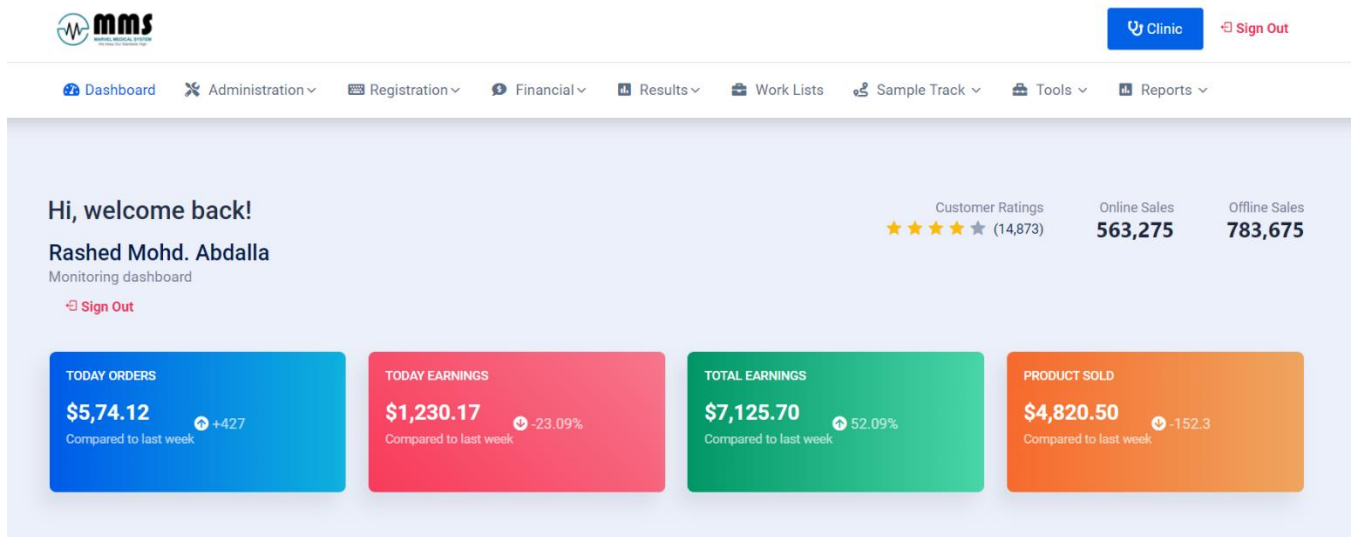 mms
MARVEL MEDICAL SYSTEM
Clinic
Sign Out
Dashboard
Administration
Registration
Financial
Results
Work Lists
Sample Track
Tools
Reports
Hi, welcome back!
Rashed Mohd. Abdalla
Monitoring dashboard
Sign Out
Customer Ratings
(14,873)
Online Sales
563,275
Offline Sales
783,675
TODAY ORDERS
$5,74.12
+427
Compared to last week
TODAY EARNINGS
$1,230.17
-23.09%
Compared to last week
TOTAL EARNINGS
$7,125.70
52.09%
Compared to last week
PRODUCT SOLD
$4,820.50
-152.3
Compared to last week